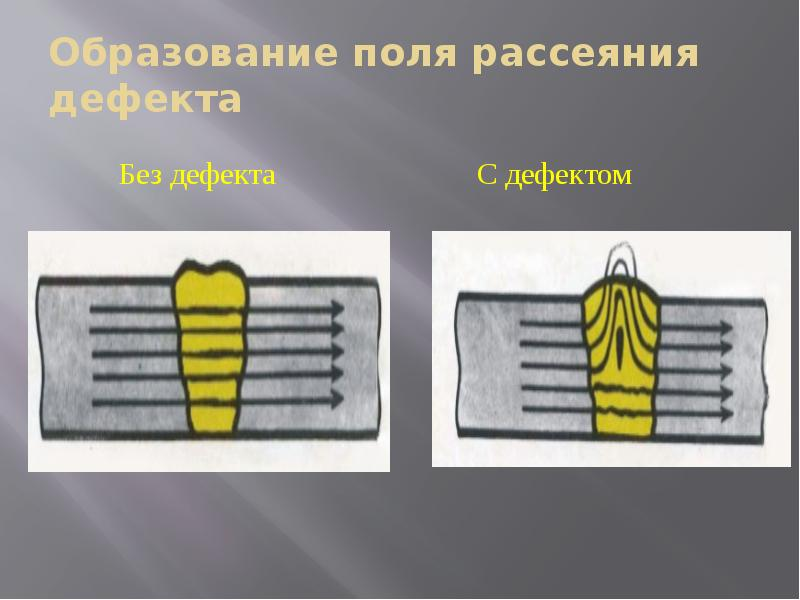 Образование поля рассеяния
дефекта
Без дефекта
С дефектом